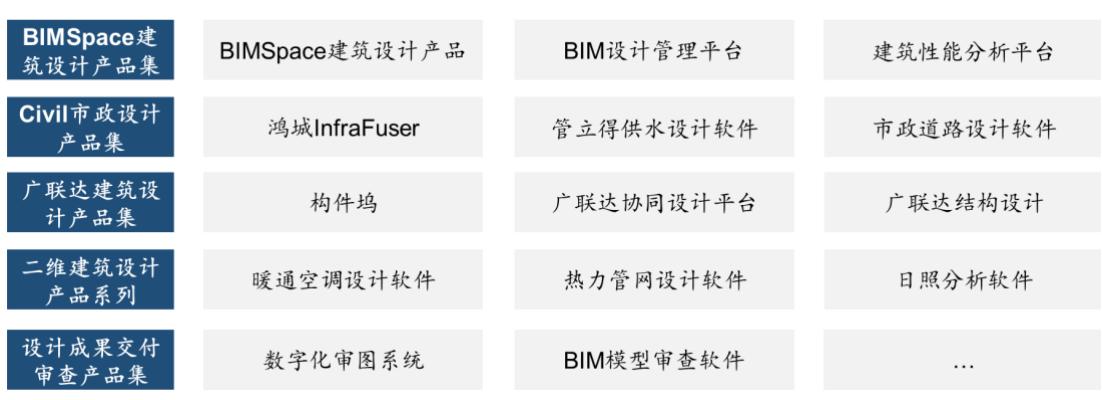 BIMSpace建
筑设计产品集
BIMSpace建筑设计产品
BIM设计管理平台
建筑性能分析平台
Civil市政设计
产品集
鸿城InfraFuser
管立得供水设计软件
市政道路设计软件
广联达建筑设
计产品集
构件坞
广联达协同设计平台
广联达结构设计
二维建筑设计
产品系列
暖通空调设计软件
热力管网设计软件
日照分析软件
设计成果交付
审查产品集
数字化审图系统
BIM模型审查软件
…